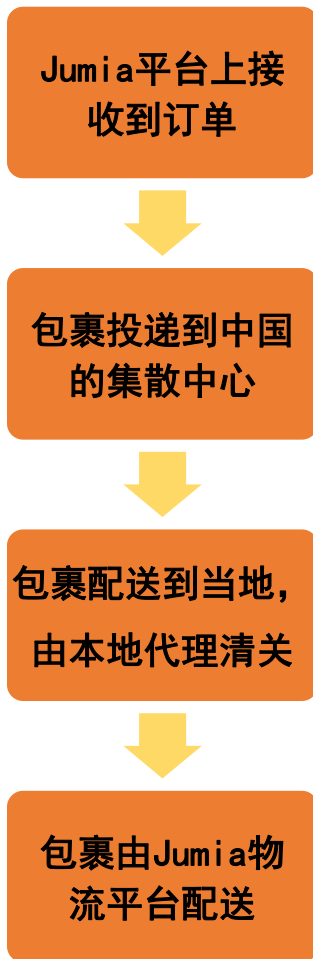 Jumia平台上接
收到订单
包裹投递到中国
的集散中心
包裹配送到当地，
由本地代理清关
包裹由Jumia物
流平台配送